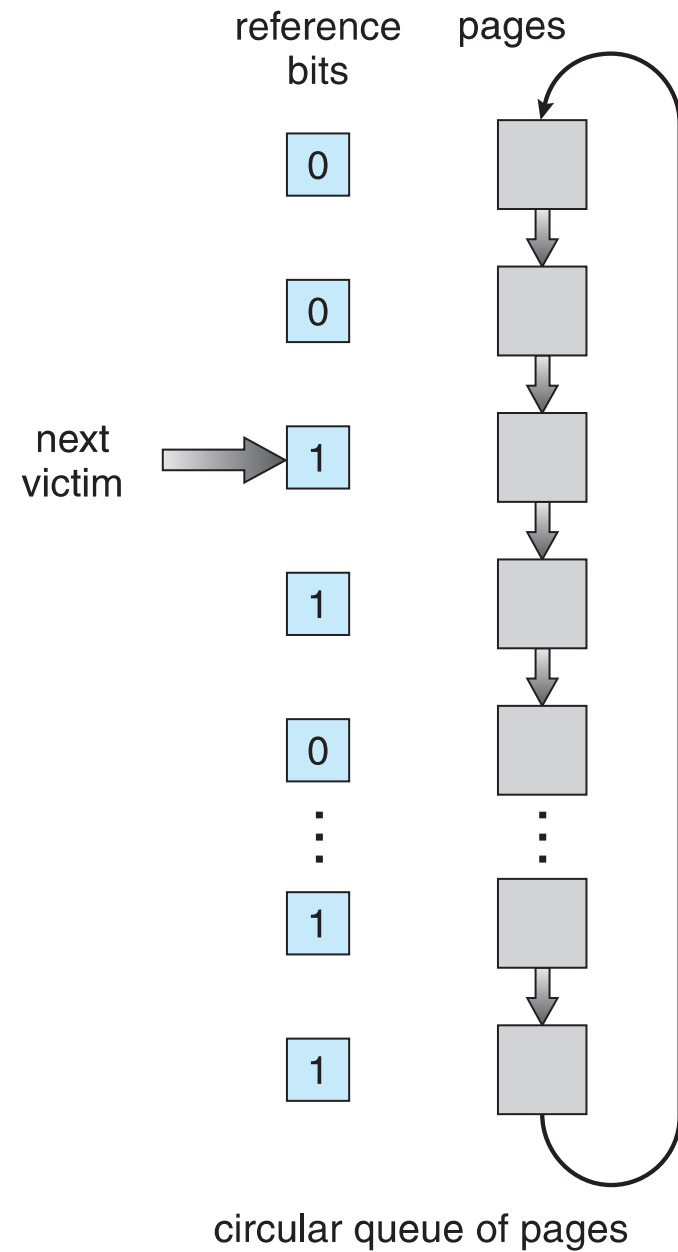 reference pages
bits
0
0
next
victim
1
1
0
1
1
circular queue of pages